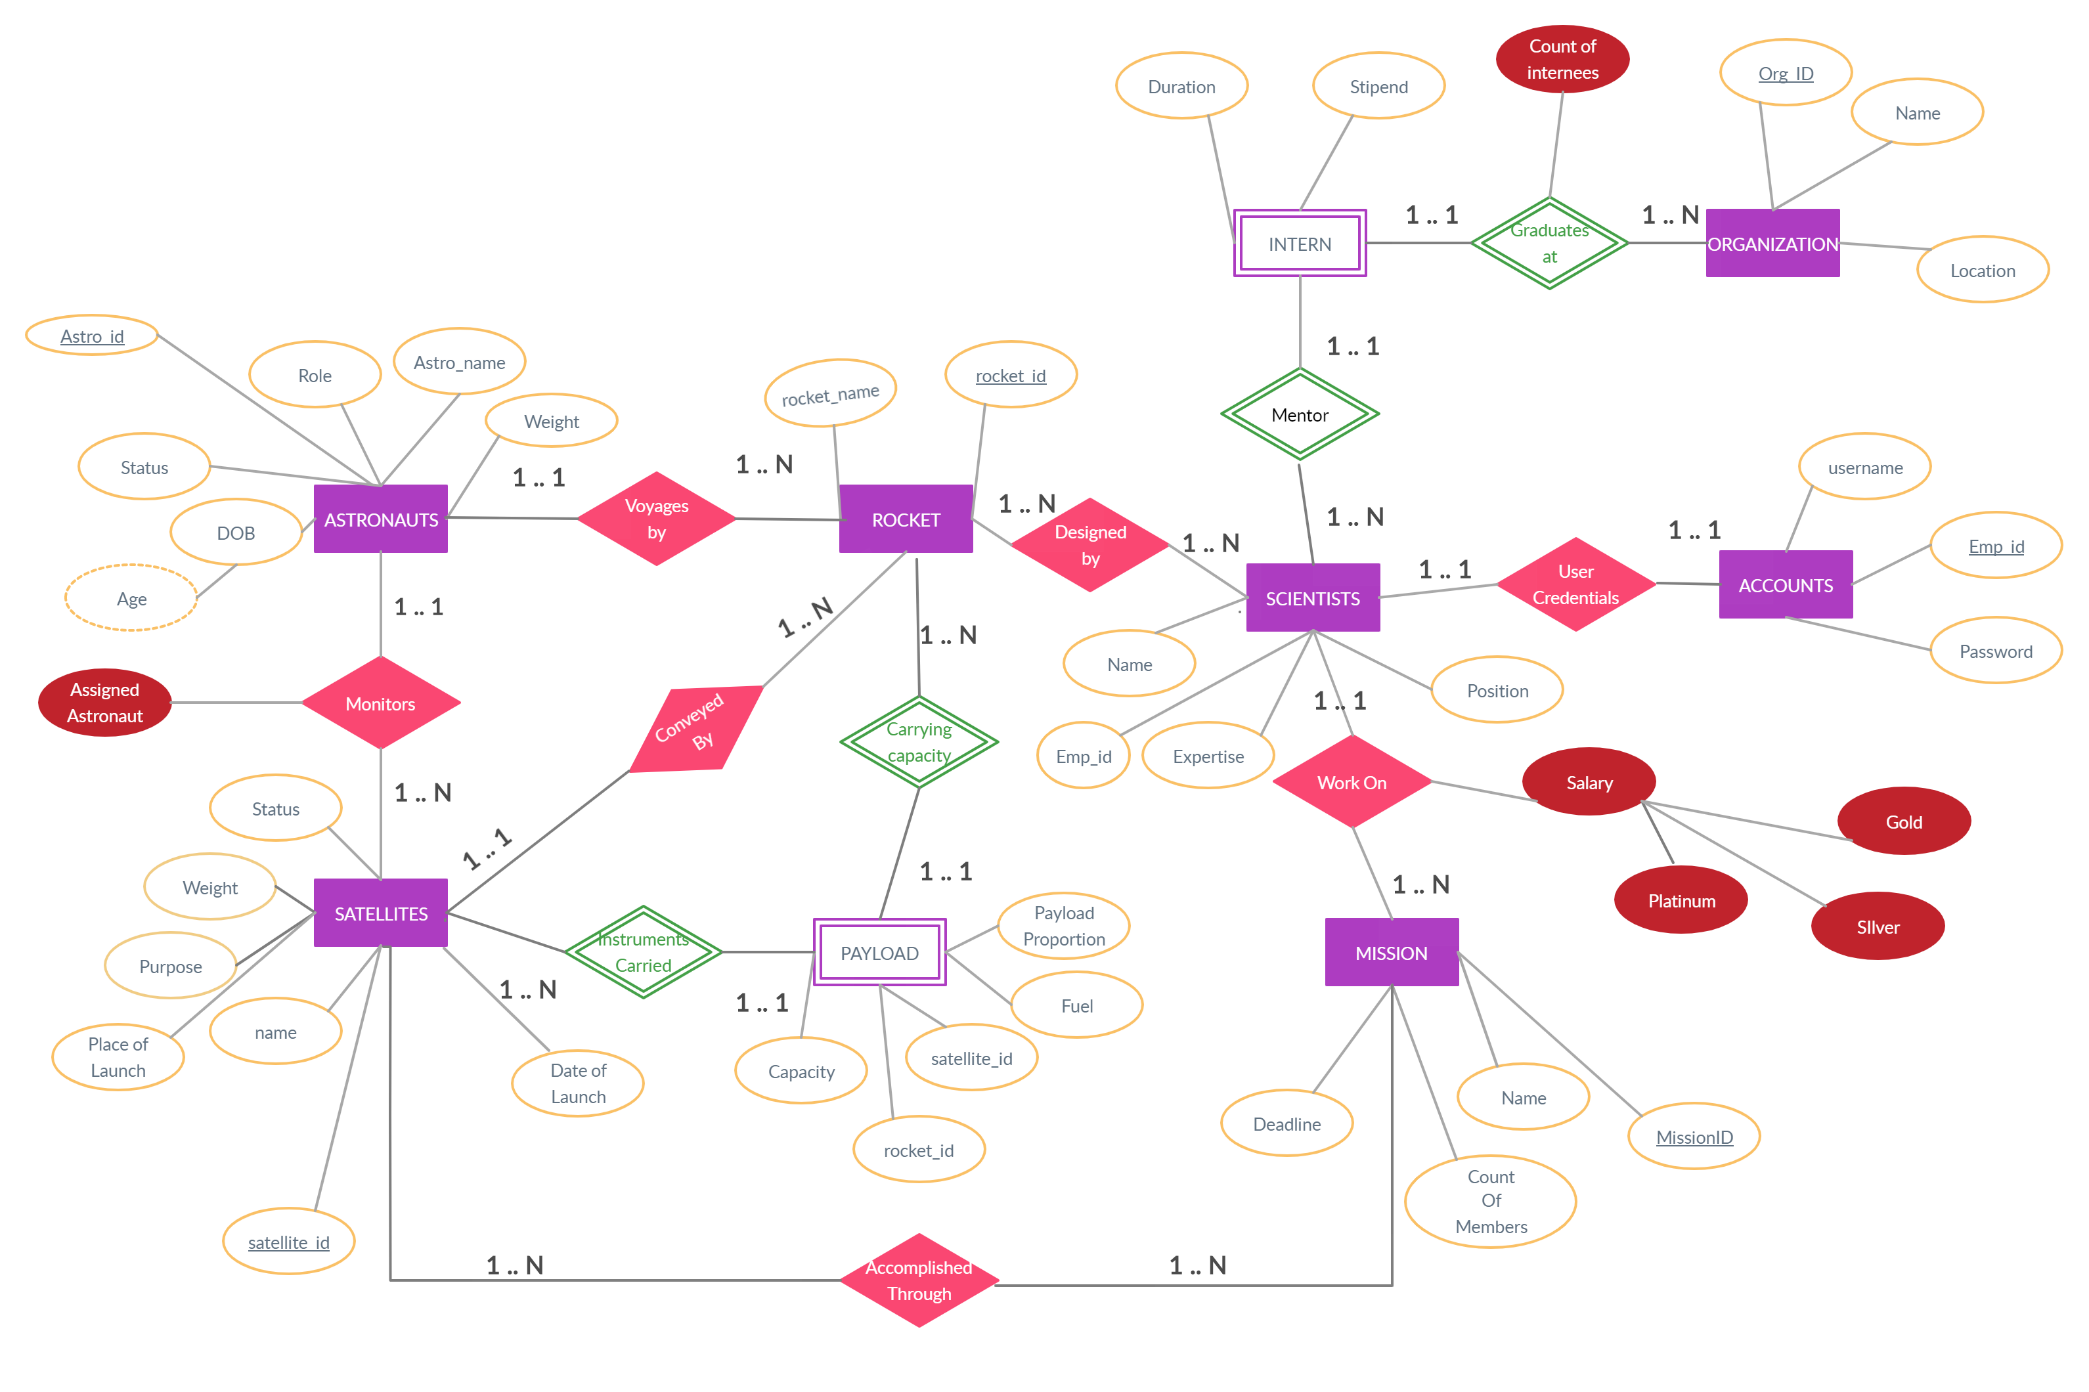 Count of
internees
Org_ID
Duration
Stipend
Name
1 .. 1
1 .. N
Graduates
at
INTERN
ORGANIZATION
Location
Astro_id
Role
Astro_name
Weight
rocket_name
rocket_id
1 .. 1
Mentor
Status
1 .. 1
1 .. N
username
DOB
ASTRONAUTS
Voyages
by
ROCKET
1 .. N
Designed
by
1 .. N
1 .. N
1 .. 1
Emp_id
Age
1 .. 1
1 .. N
1 .. N
SCIENTISTS
1 .. 1
User
Credentials
ACCOUNTS
Name
Position
Password
Assigned
Astronaut
Monitors
Conveyed
By
Carrying
capacity
1 .. 1
Emp_id
Expertise
Work On
Salary
Gold
Platinum
SIlver
1 .. N
Status
1 .. 1
1 .. 1
1 .. N
Weight
SATELLITES
Instruments
Carried
PAYLOAD
Payload
Proportion
MISSION
Purpose
1 .. N
1 .. 1
Fuel
Place of
Launch
name
Date of
Launch
Capacity
satellite_id
rocket_id
Deadline
Name
MissionID
Count
Of
Members
satellite_id
1 .. N
Accomplished
Through
1 .. N